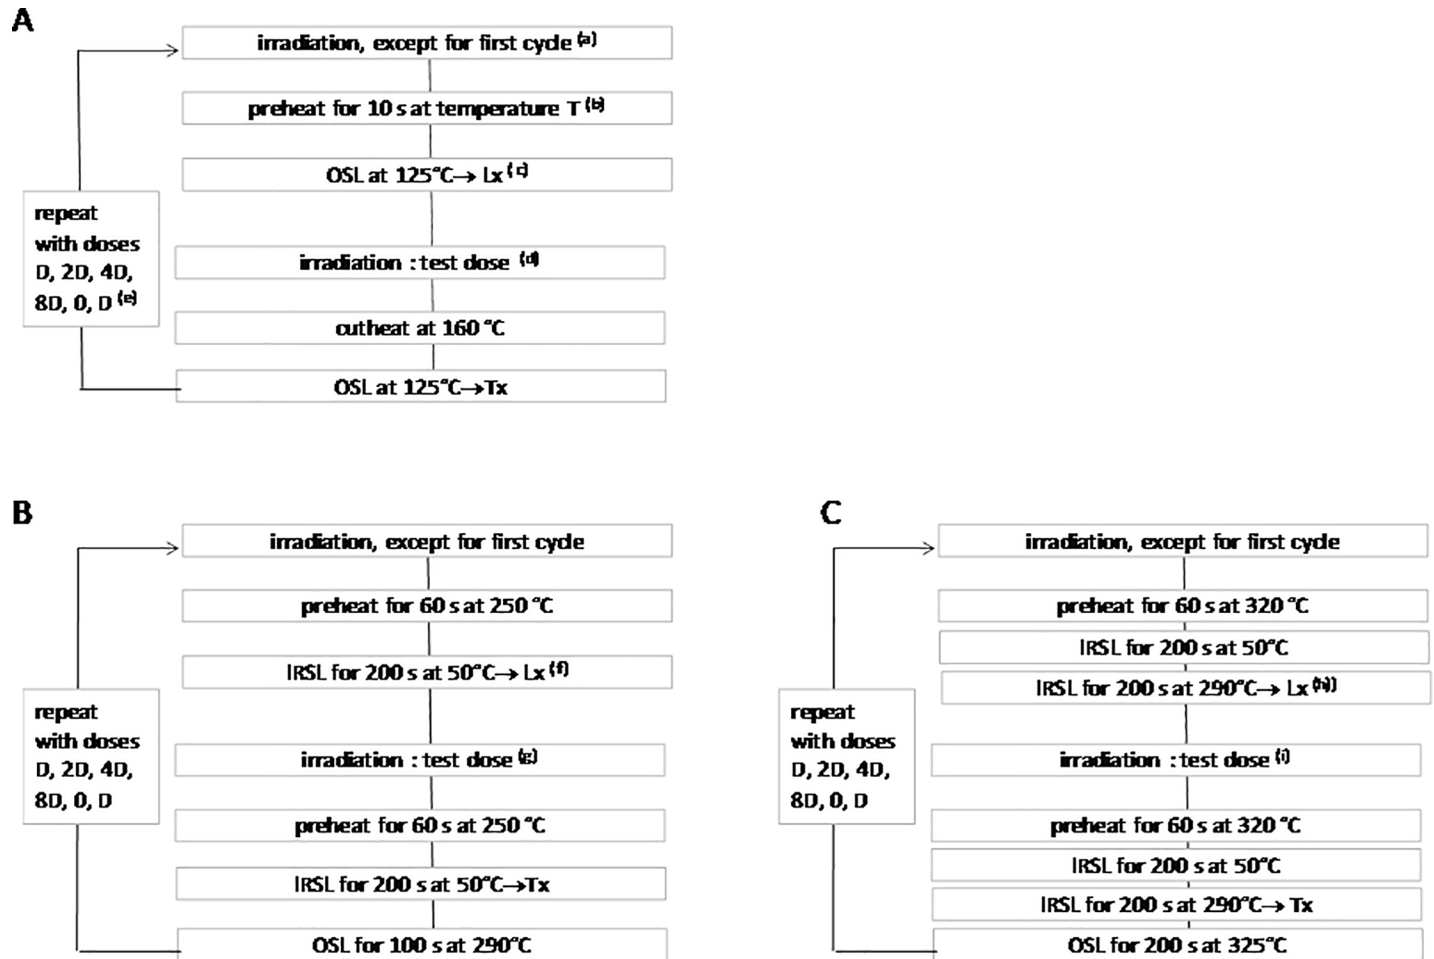 A
irradiation, except for first cycle (a)
preheat for 10 s at temperature T (b)
OSL at 125°C→ Lx (c)
repeat
with doses
D, 2D, 4D,
8D, 0, D (e)
irradiation : test dose (d)
cutheat at 160 °C
OSL at 125°C→Tx
B
irradiation, except for first cycle
preheat for 60 s at 250 °C
IRSL for 200 s at 50°C→ Lx (f)
repeat
with doses
D, 2D, 4D,
8D, 0, D
irradiation : test dose (g)
preheat for 60 s at 250 °C
IRSL for 200 s at 50°C→Tx
OSL for 100 s at 290°C
C
irradiation, except for first cycle
preheat for 60 s at 320 °C
IRSL for 200 s at 50°C
IRSL for 200 s at 290°C→ Lx (h))
repeat
with doses
D, 2D, 4D,
8D, 0, D
irradiation : test dose (i)
preheat for 60 s at 320 °C
IRSL for 200 s at 50°C
IRSL for 200 s at 290°C→ Tx
OSL for 200 s at 325°C